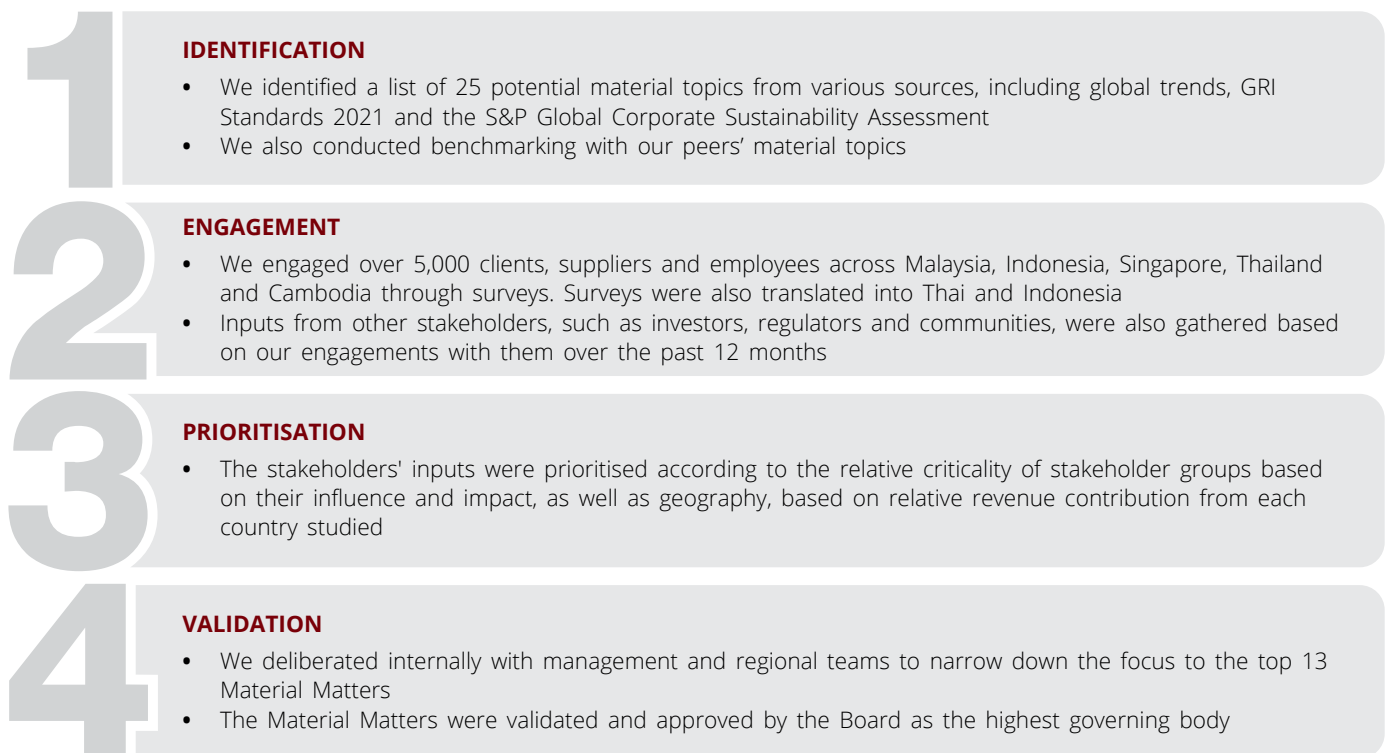 1
IDENTIFICATION
• We identified a list of 25 potential material topics from various sources, including global trends, GRI
Standards 2021 and the S&P Global Corporate Sustainability Assessment
• We also conducted benchmarking with our peers’ material topics
2
ENGAGEMENT
• We engaged over 5,000 clients, suppliers and employees across Malaysia, Indonesia, Singapore, Thailand
and Cambodia through surveys. Surveys were also translated into Thai and Indonesia
• Inputs from other stakeholders, such as investors, regulators and communities, were also gathered based
on our engagements with them over the past 12 months
3
PRIORITISATION
• The stakeholders' inputs were prioritised according to the relative criticality of stakeholder groups based
on their influence and impact, as well as geography, based on relative revenue contribution from each
country studied
4
VALIDATION
• We deliberated internally with management and regional teams to narrow down the focus to the top 13
Material Matters
• The Material Matters were validated and approved by the Board as the highest governing body